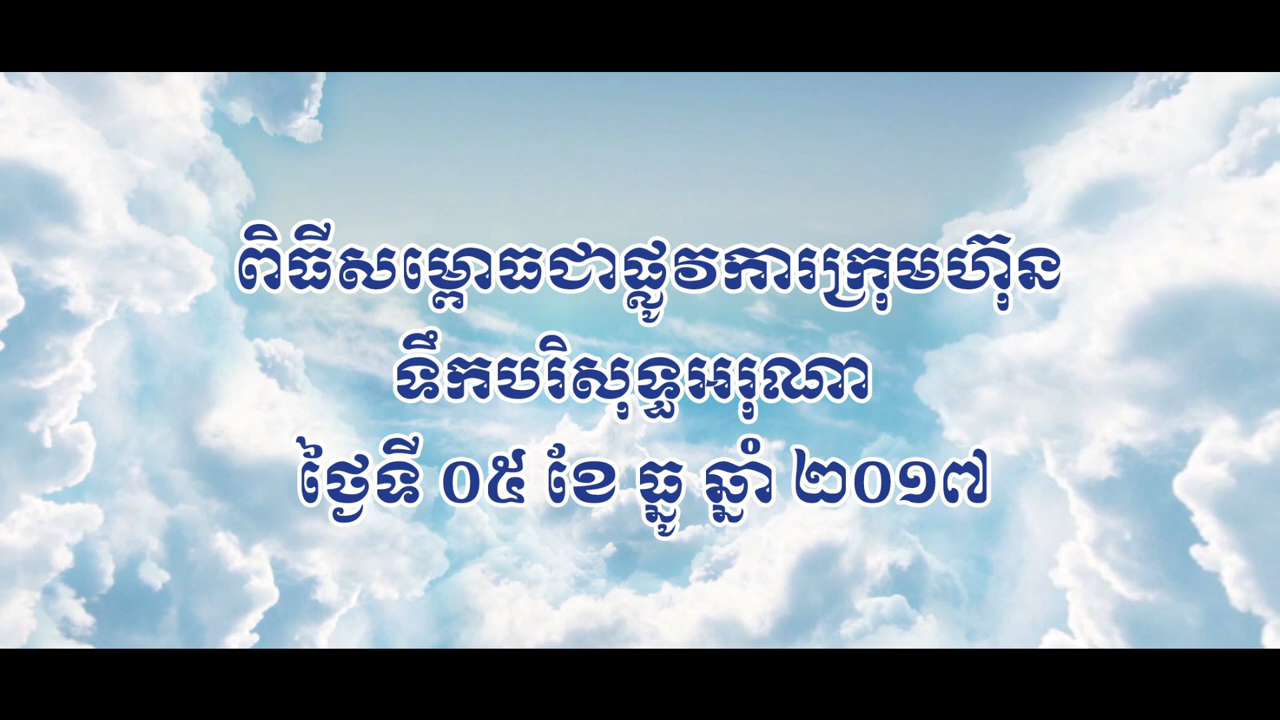 ពិធីសម្ពោធជាផ្លូវការក្រុមហ៊ុន
ទឹកបរិសុទ្ធអរុណា
ថ្ងៃទី ០៥ ខែ ធ្នូ ឆ្នាំ ២០១៧